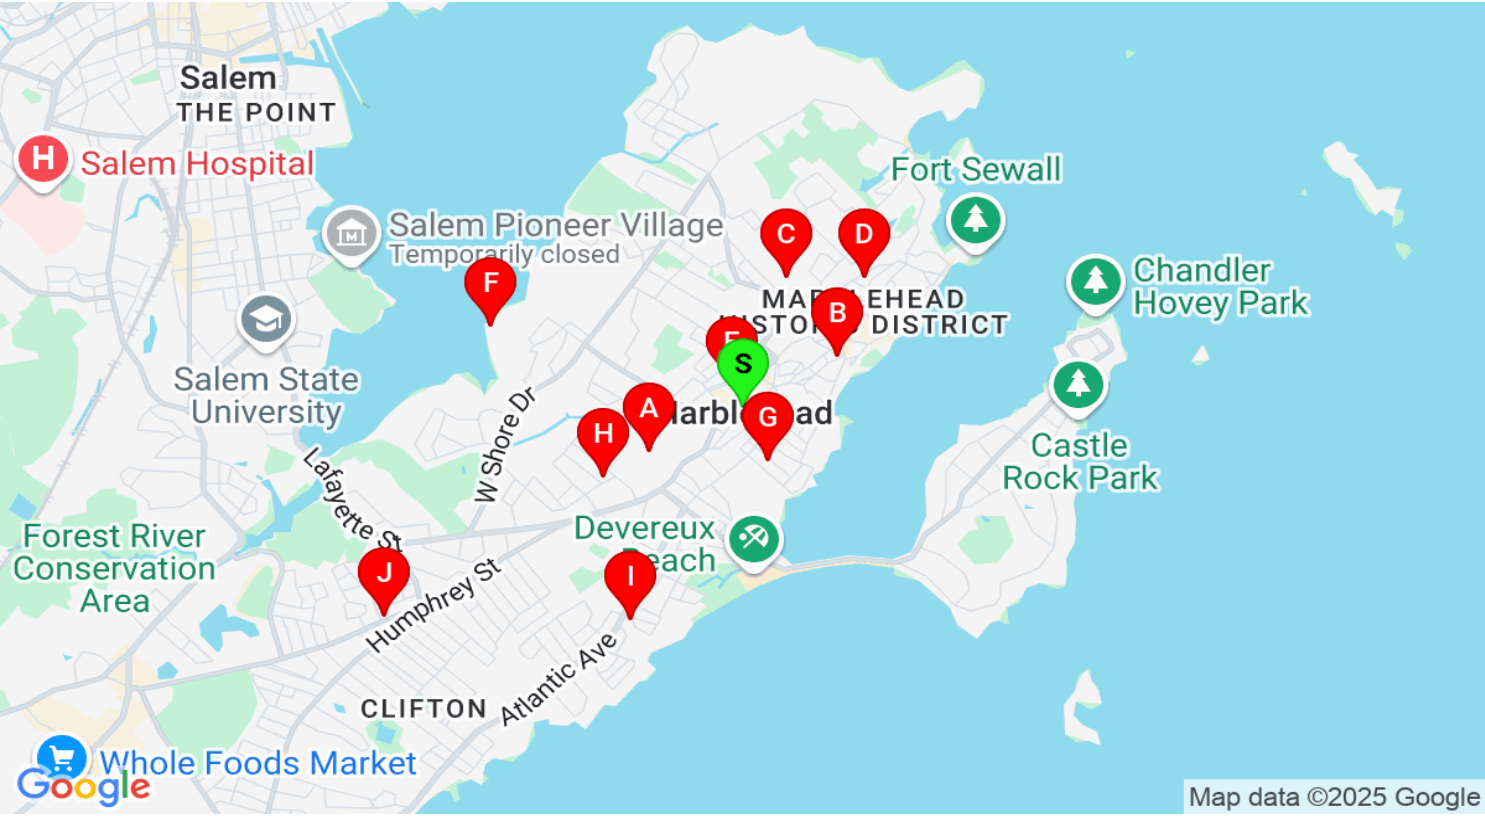 Salem
THE POINT
H
Salem Hospital
Fort Sewall
Salem Pioneer Village
Temporarily closed
C
D
F
Chandler
Hovey Park
B
E
S
Salem State
University
A
G
H
W Shore Dr
Castle
Rock Park
Lafayette St
Forest River
Conservation
Area
Devereux
J
I
Humphrey St
Atlantic Ave
CLIFTON
Whole Foods Market
Google
Map data ©2025 Google
DISTRICT